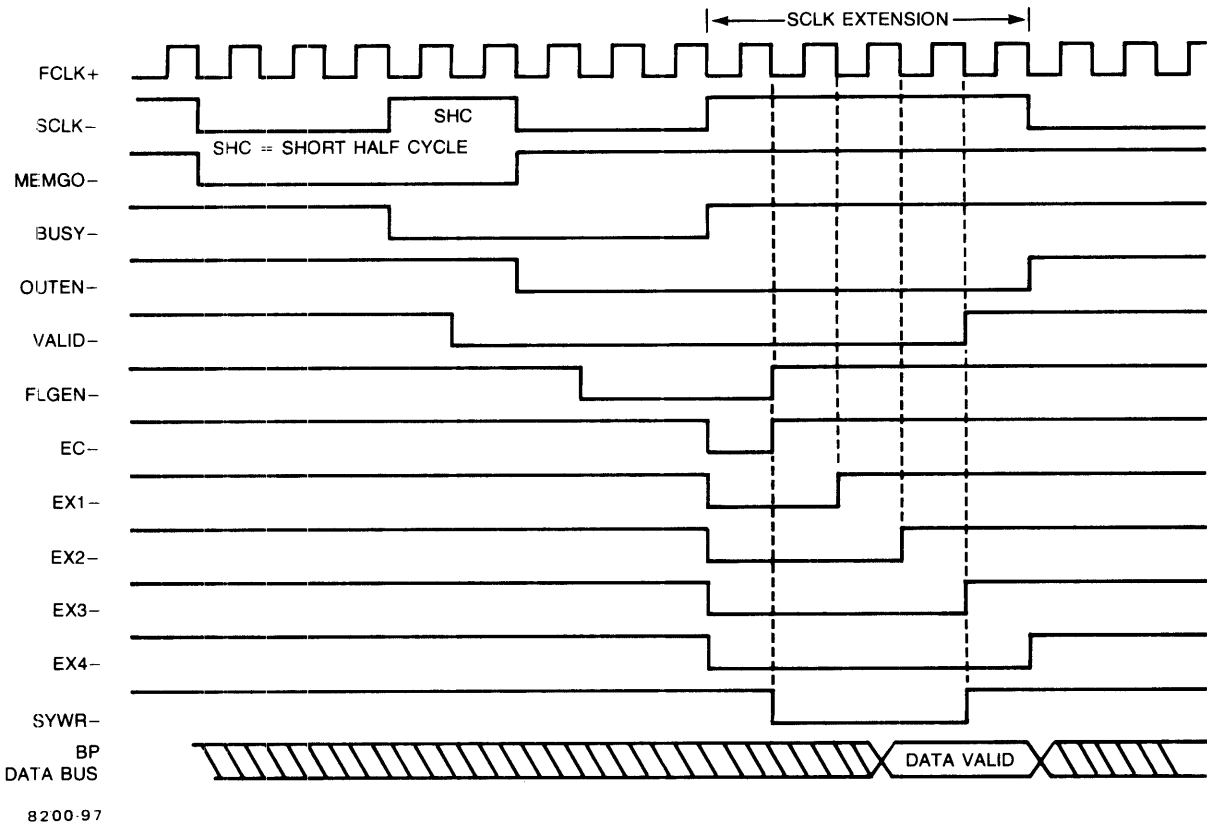 SCLK EXTENSION
FCLK+
SCLK–
SHC
SHC = SHORT HALF CYCLE
MEMGO–
BUSY–
OUTEN–
VALID–
FLGEN–
EC–
EX1–
EX2–
EX3–
EX4–
SYWR–
BP
DATA BUS
DATA VALID
8200-97